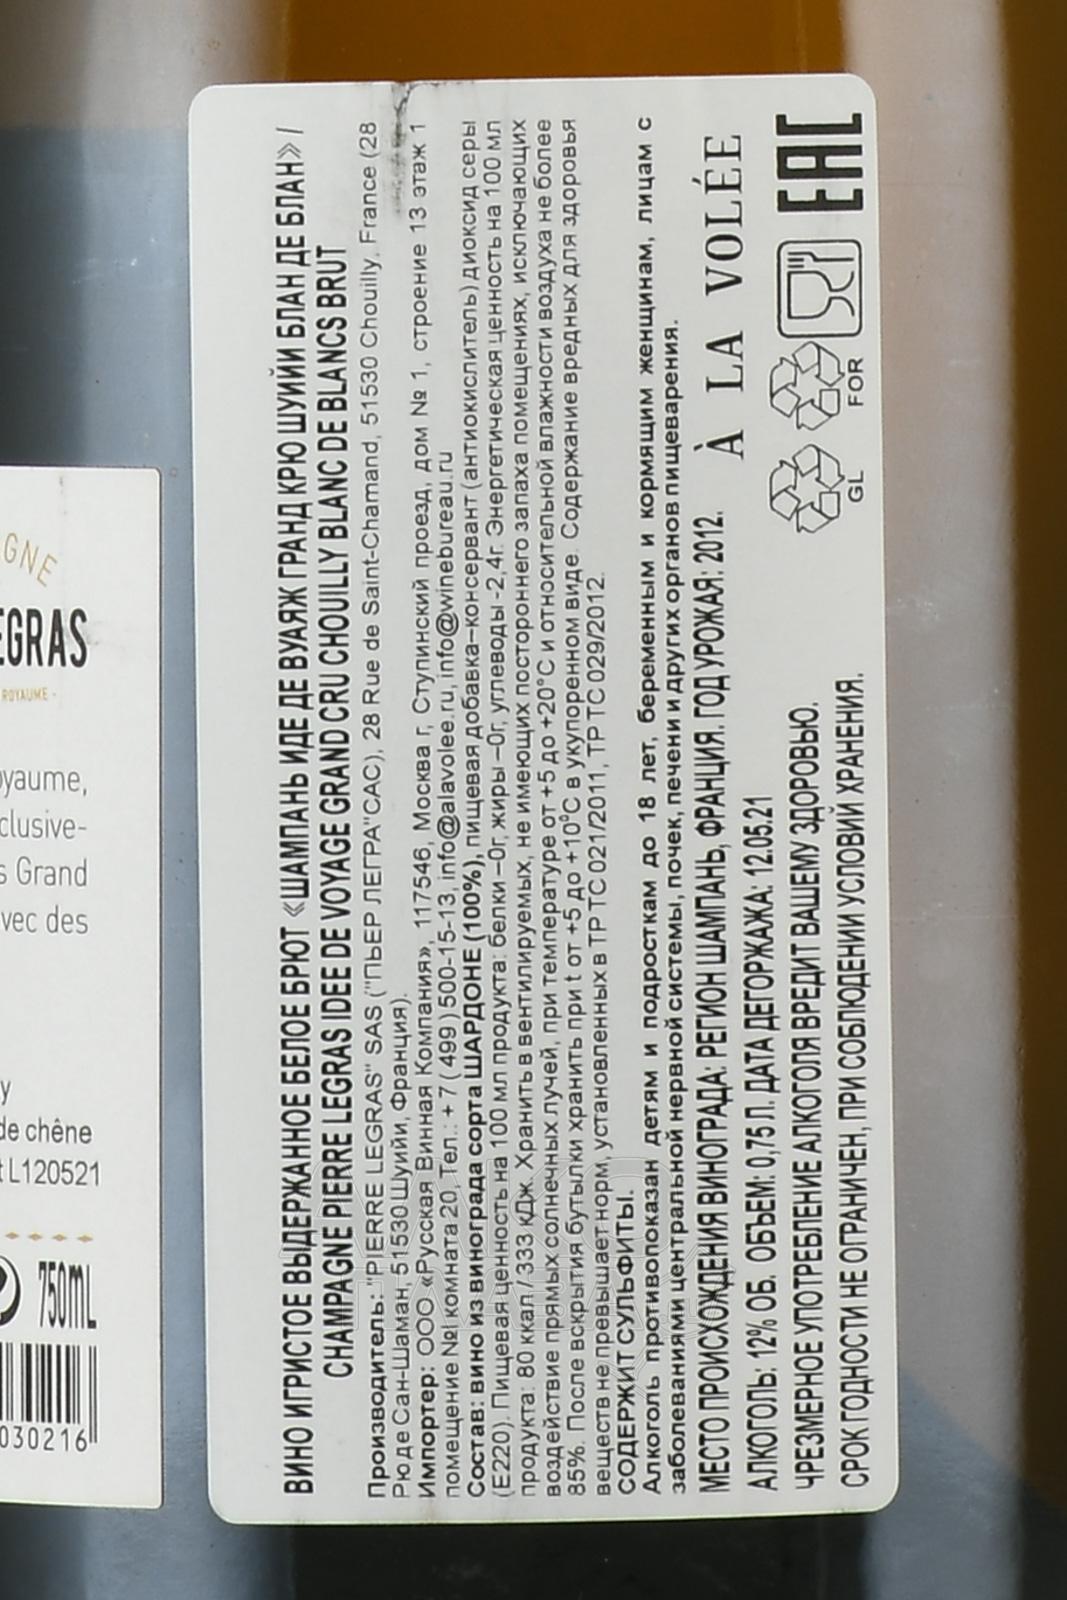 ВИНО ИГРИСТОЕ ВЫДЕРЖАННОЕ БЕЛОЕ БРЮТ «ШАМПАНЬ ИДЕ ДЕ ВУАЯЖ ГРАНД КРЮ ШУИЙИ БЛАН ДЕ БЛАН» /
CHAMPAGNE PIERRE LEGRAS IDEE DE VOYAGE GRAND CRU CHOUILLY BLANC DE BLANCS BRUT
Производитель: "PIERRE LEGRAS" SAS ("ПЬЕР ЛЕГРА"САС), 28 Rue de Saint-Chamand, 51530 Chouilly, France (28
Рю де Сан-Шаман, 51530 Шуийи, Франция).
Импортер: ООО «Русская Винная Компания», 117546, Москва г, Ступинский проезд, дом № 1, строение 13 этаж 1
помещение №I комната 20,Тел.: +7( 499) 500-15-13, info@alavolee.ru, info@winebureau.ru
Состав: вино из винограда сорта ШАРДОНЕ (100%), пищевая добавка–консервант (антиокислитель) диоксид серы
(Е220). Пищевая ценность на 100 мл продукта: белки –0г, жиры –0г, углеводы -2,4г. Энергетическая ценность на 100 мл
продукта: 80 ккал / 333 кДж. Хранить в вентилируемых, не имеющих постороннего запаха помещениях, исключающих
воздействие прямых солнечных лучей, при температуре от +5 до +20°С и относительной влажности воздуха не более
85%. После вскрытия бутылки хранить при t от +5 до +10°С в укупоренном виде. Содержание вредных для здоровья
веществ не превышает норм, установленных в ТР ТС 021/2011, ТР ТС 029/2012.
СОДЕРЖИТ СУЛЬФИТЫ.
Алкоголь противопоказан детям и подросткам до 18 лет, беременным и кормящим женщинам, лицам с
заболеваниями центральной нервной системы, почек, печени и других органов пищеварения.
МЕСТО ПРОИСХОЖДЕНИЯ ВИНОГРАДА: РЕГИОН ШАМПАНЬ, ФРАНЦИЯ. ГОД УРОЖАЯ: 2012.
АЛКОГОЛЬ: 12% ОБ. ОБЪЕМ: 0,75 Л. ДАТА ДЕГОРЖАЖА: 12.05.21
ЧРЕЗМЕРНОЕ УПОТРЕБЛЕНИЕ АЛКОГОЛЯ ВРЕДИТ ВАШЕМУ ЗДОРОВЬЮ.
СРОК ГОДНОСТИ НЕ ОГРАНИЧЕН, ПРИ СОБЛЮДЕНИИ УСЛОВИЙ ХРАНЕНИЯ.
À LA VOLÉE
GL
FOR
EAC
GNE
EGRAS
ROYAUME -
oyaume,
clusive-
s Grand
vec des
y
de chêne
t L120521
750mL
030216